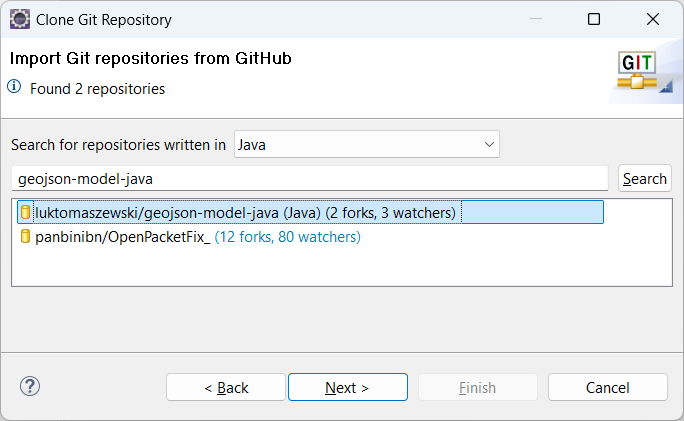 Clone Git Repository
Import Git repositories from GitHub
GIT
Found 2 repositories
Search for repositories written in Java
geojson-model-java Search
luktomaszewski/geojson-model-java (Java) (2 forks, 3 watchers)
panbinibn/OpenPacketFix_ (12 forks, 80 watchers)
? < Back Next > Finish Cancel